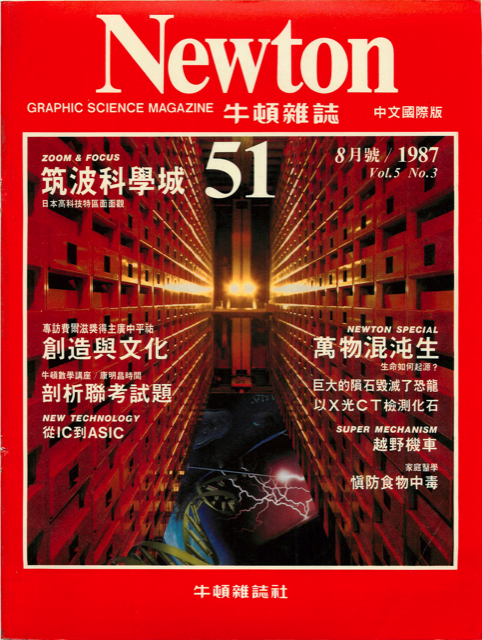 Newton
GRAPHIC SCIENCE MAGAZINE 牛頓雜誌 中文國際版
ZOOM & FOCUS
筑波科學城
日本高科技特區面面觀
51
8月號 / 1987
Vol.5 No.3
專訪費爾滋獎得主廣中平祐
創造與文化
牛頓數學講座 / 康明昌時間
剖析聯考試題
NEW TECHNOLOGY
從IC到ASIC
NEWTON SPECIAL
萬物混沌生
生命如何起源？
巨大的隕石毀滅了恐龍
以X光CT檢測化石
SUPER MECHANISM
越野機車
家庭醫學
慎防食物中毒
牛頓雜誌社